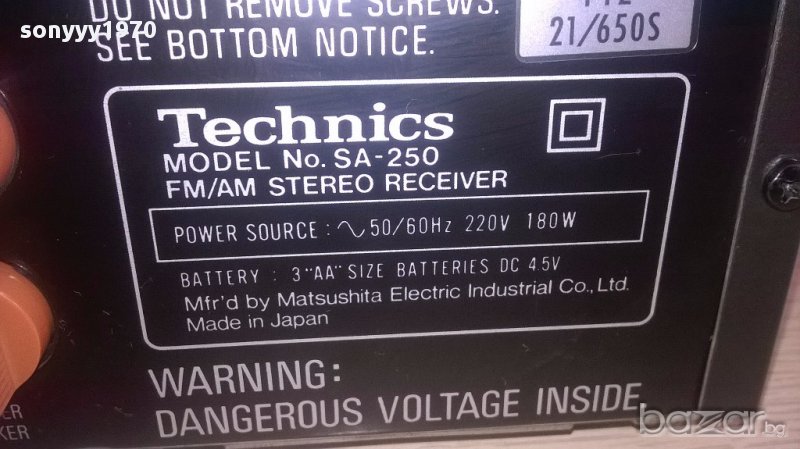 sonyyy1970
DO NOT REMOVE SCREWS.
SEE BOTTOM NOTICE.
21/650S
Technics
MODEL No. SA-250
FM/AM STEREO RECEIVER
POWER SOURCE : ∿ 50/60Hz 220V 180W
BATTERY : 3 "AA" SIZE BATTERIES DC 4.5V
Mfr'd by Matsushita Electric Industrial Co., Ltd.
Made in Japan
WARNING:
DANGEROUS VOLTAGE INSIDE
bazar.bg